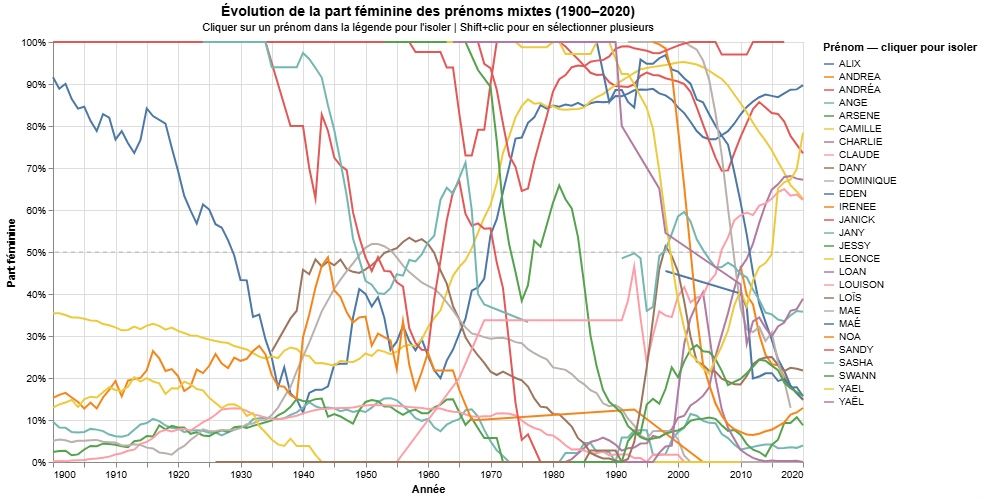 Évolution de la part féminine des prénoms mixtes (1900–2020)
Cliquer sur un prénom dans la légende pour l'isoler | Shift+clic pour en sélectionner plusieurs
100%
90%
80%
70%
60%
50%
40%
30%
20%
10%
0%
Part féminine
1900
1910
1920
1930
1940
1950
1960
1970
1980
1990
2000
2010
2020
Année
Prénom — cliquer pour isoler
ALIX
ANDREA
ANDRÉA
ANGE
ARSENE
CAMILLE
CHARLIE
CLAUDE
DANY
DOMINIQUE
EDEN
IRENEE
JANICK
JANY
JESSY
LEONCE
LOAN
LOUISON
LOÏS
MAE
MAÉ
NOA
SANDY
SASHA
SWANN
YAEL
YAËL